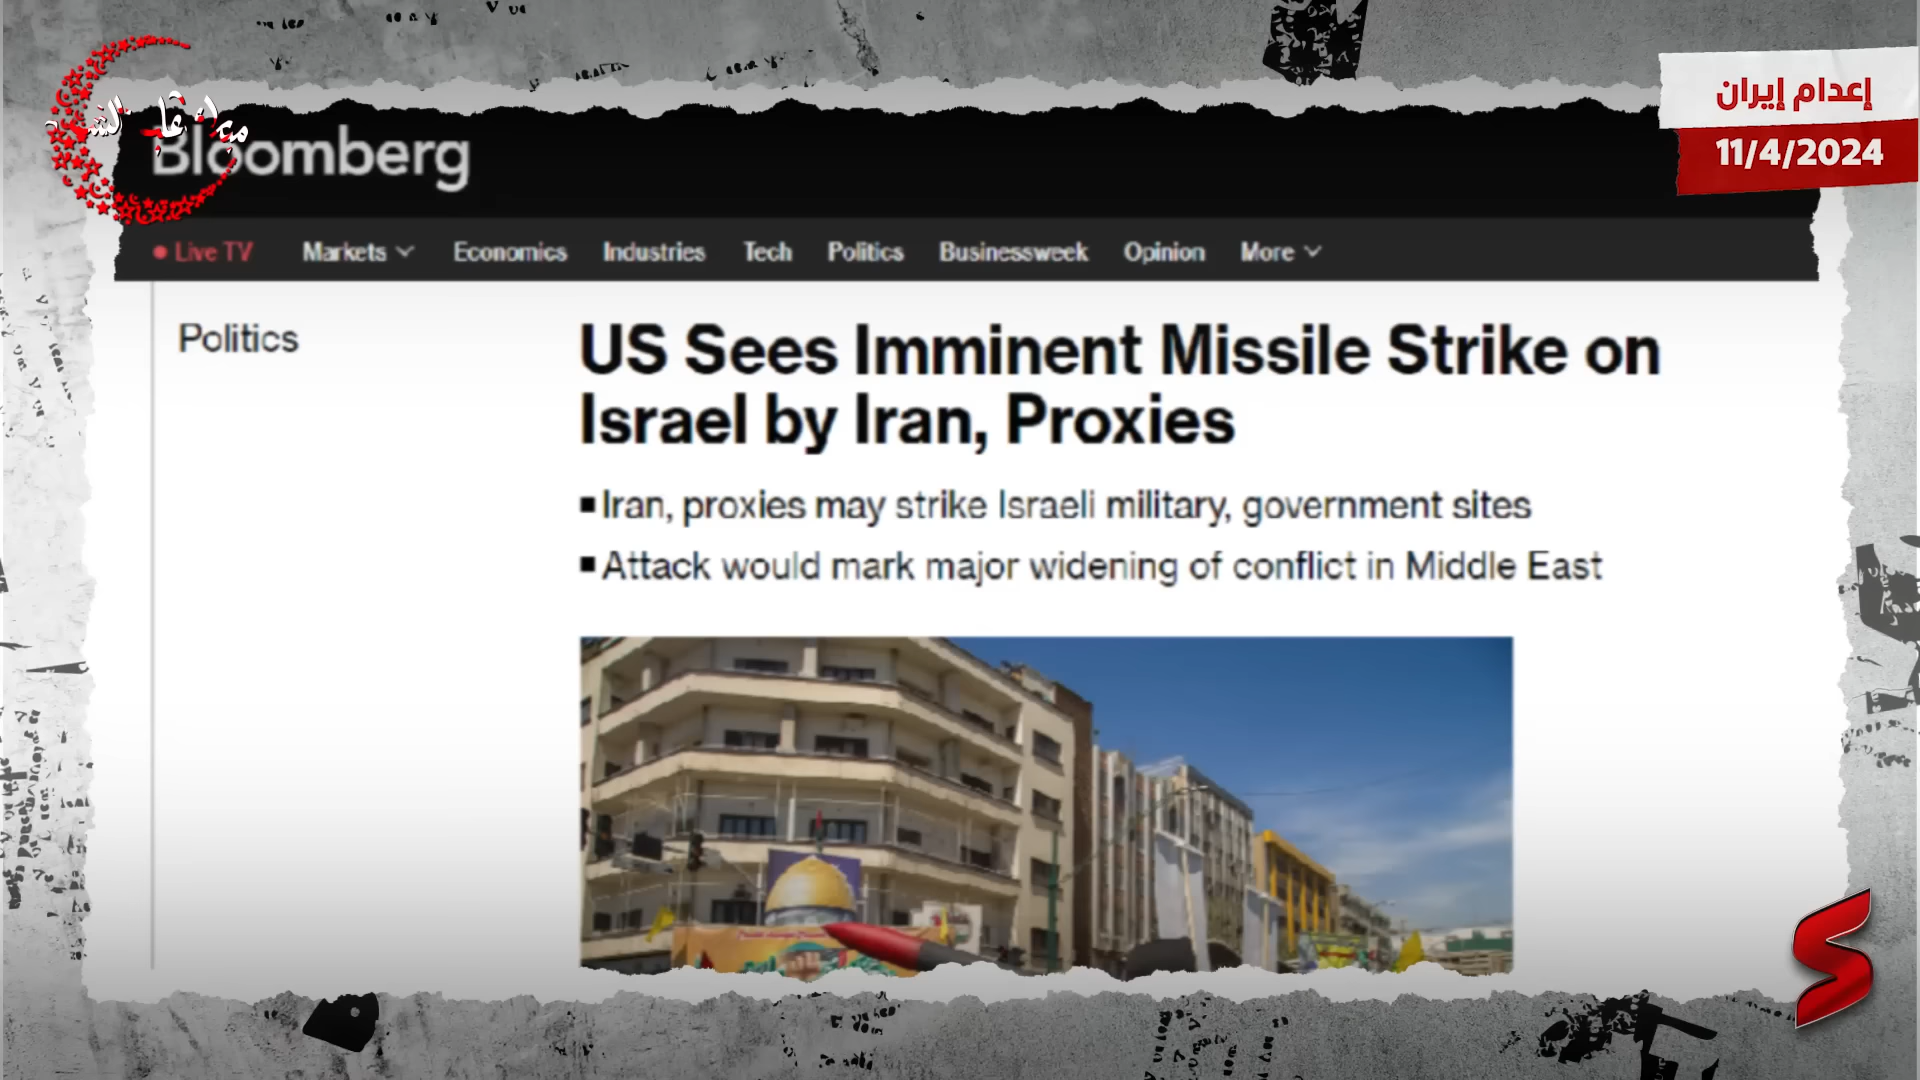 إعدام إيران
11/4/2024
Bloomberg
Live TV Markets Economics Industries Tech Politics Businessweek Opinion More
Politics
US Sees Imminent Missile Strike on
Israel by Iran, Proxies
■ Iran, proxies may strike Israeli military, government sites
■ Attack would mark major widening of conflict in Middle East